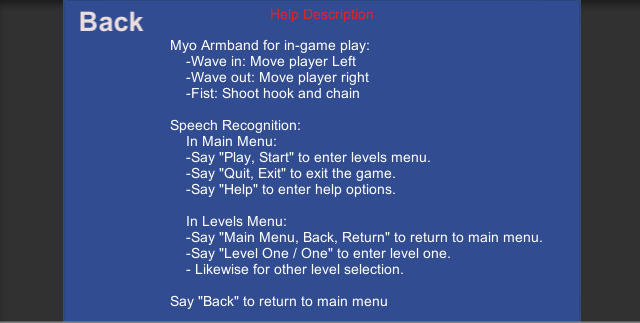 Back
Help Description
Myo Armband for in-game play:
-Wave in: Move player Left
-Wave out: Move player right
-Fist: Shoot hook and chain
Speech Recognition:
In Main Menu:
-Say "Play, Start" to enter levels menu.
-Say "Quit, Exit" to exit the game.
-Say "Help" to enter help options.
In Levels Menu:
-Say "Main Menu, Back, Return" to return to main menu.
-Say "Level One / One" to enter level one.
- Likewise for other level selection.
Say "Back" to return to main menu